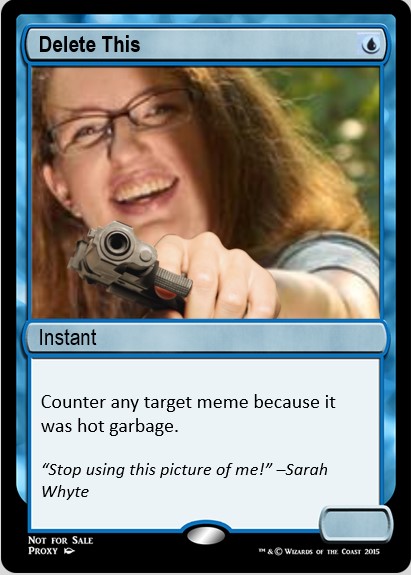 Delete This
Instant
Counter any target meme because it
was hot garbage.
“Stop using this picture of me!” –Sarah
Whyte
Not for Sale
Proxy
™ & © Wizards of the Coast 2015